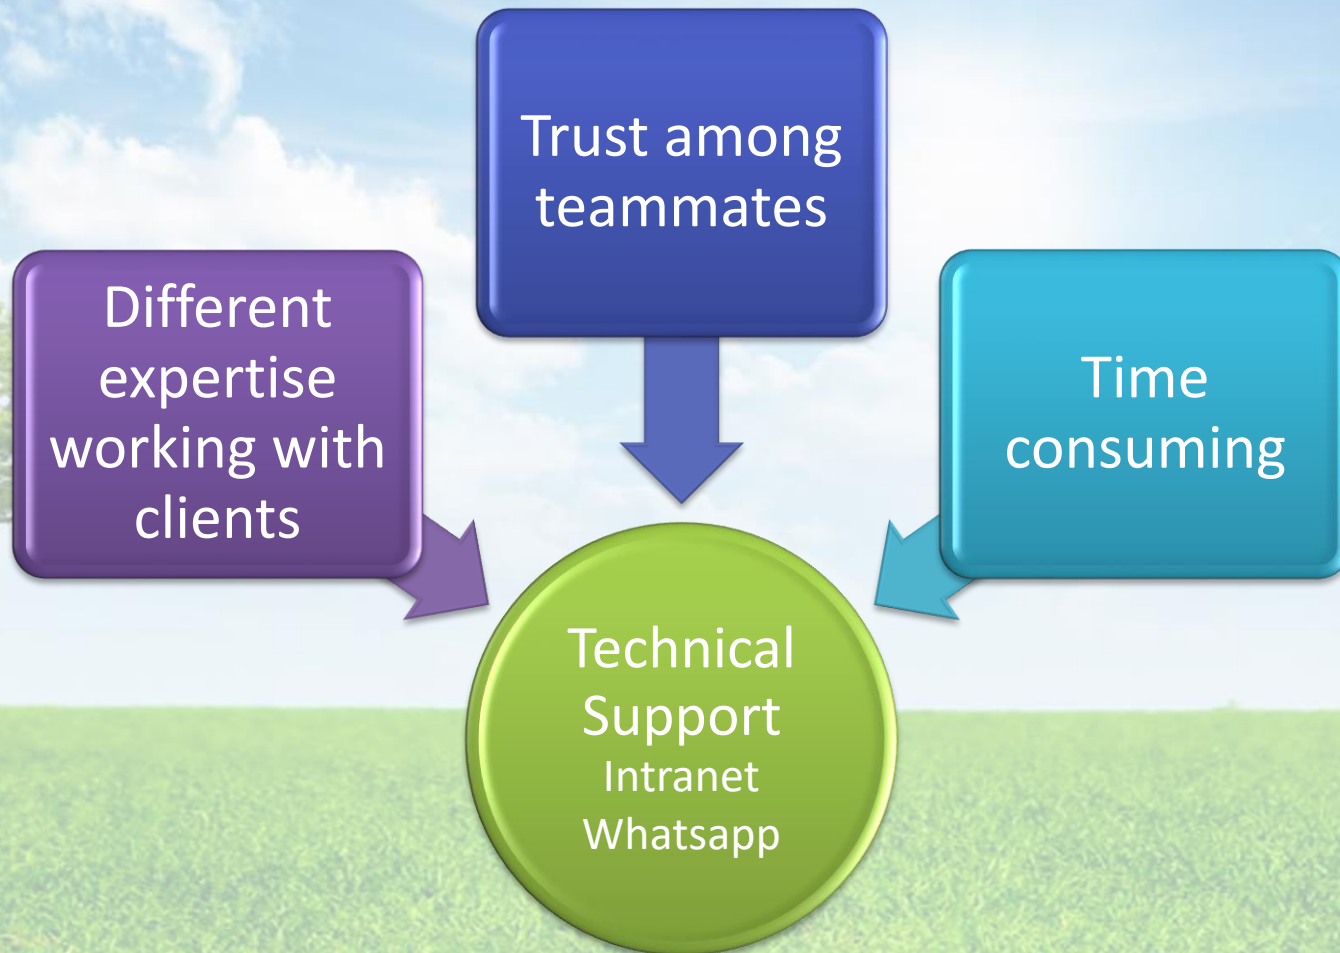 Trust among
teammates
Different
expertise
working with
clients
Time
consuming
Technical
Support
Intranet
Whatsapp